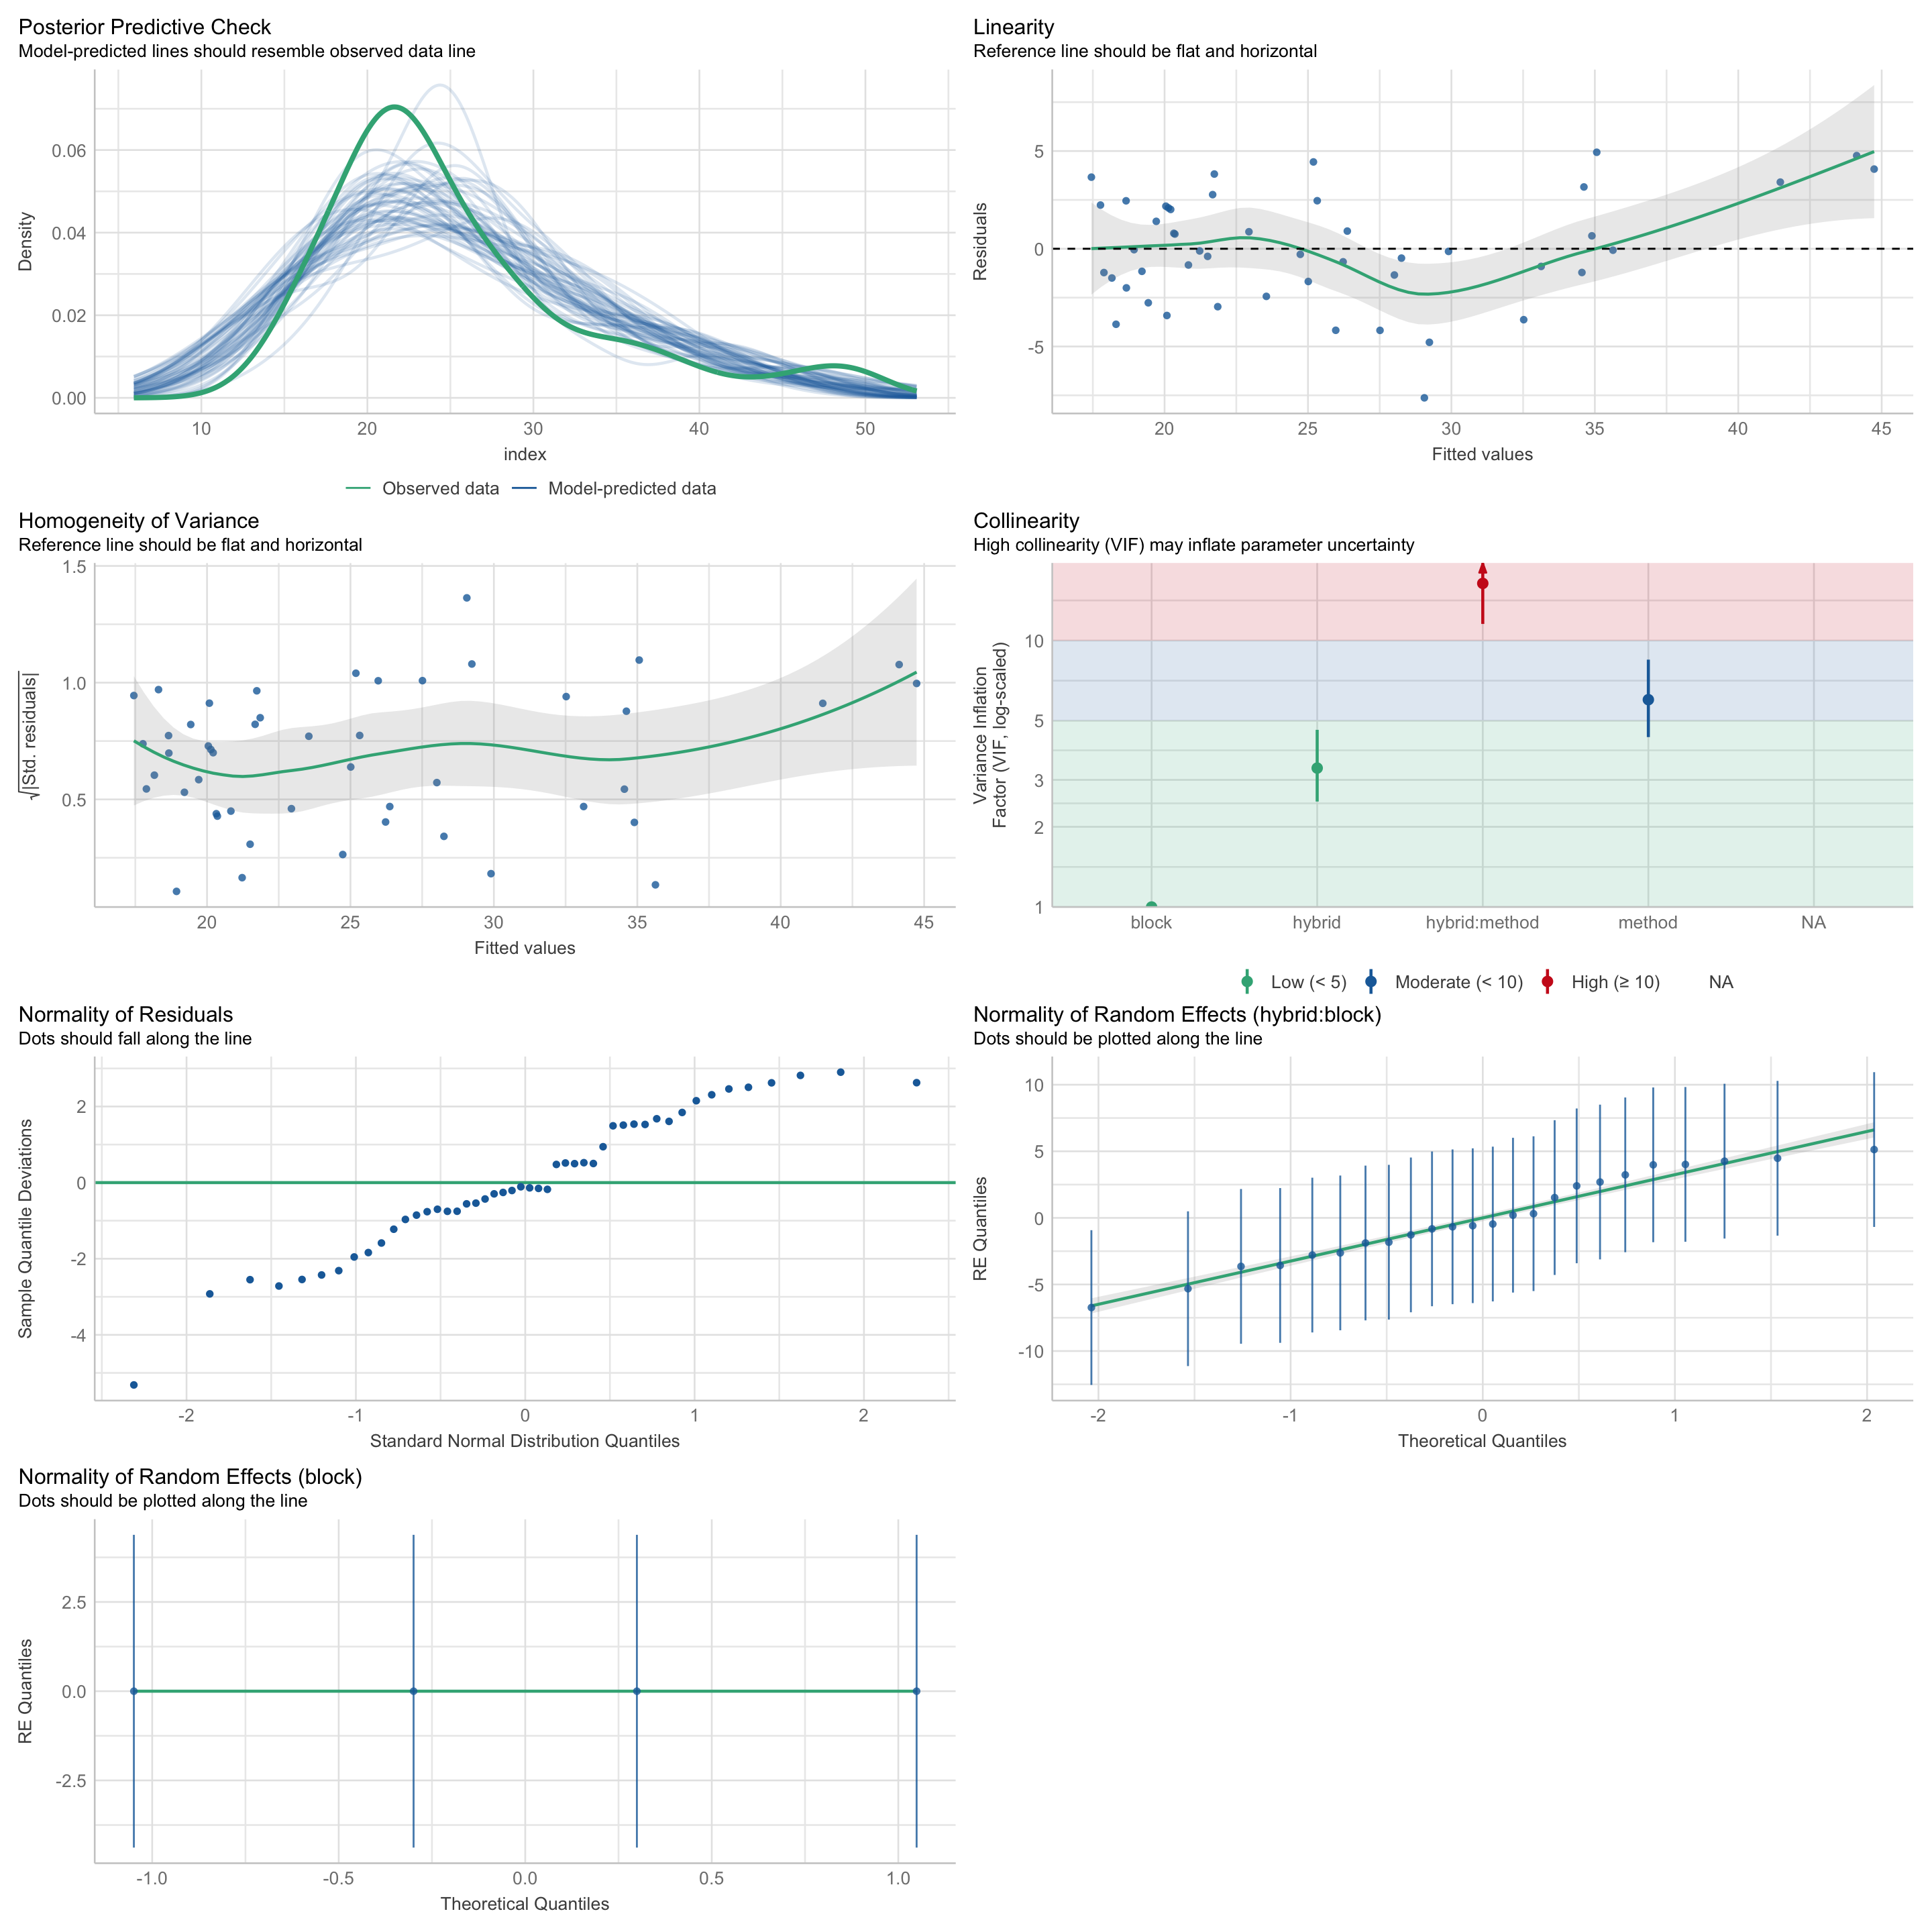 Posterior Predictive Check
Model-predicted lines should resemble observed data line
Density
0.06
0.04
0.02
0.00
10 20 30 40 50
index
Observed data Model-predicted data
Linearity
Reference line should be flat and horizontal
Residuals
5
0
-5
20 25 30 35 40 45
Fitted values
Homogeneity of Variance
Reference line should be flat and horizontal
√|Std. residuals|
1.5
1.0
0.5
20 25 30 35 40 45
Fitted values
Collinearity
High collinearity (VIF) may inflate parameter uncertainty
Variance Inflation
Factor (VIF, log-scaled)
10
5
3
2
1
block hybrid hybrid:method method NA
Low (< 5) Moderate (< 10) High (≥ 10) NA
Normality of Residuals
Dots should fall along the line
Sample Quantile Deviations
2
0
-2
-4
-2 -1 0 1 2
Standard Normal Distribution Quantiles
Normality of Random Effects (hybrid:block)
Dots should be plotted along the line
RE Quantiles
10
5
0
-5
-10
-2 -1 0 1 2
Theoretical Quantiles
Normality of Random Effects (block)
Dots should be plotted along the line
RE Quantiles
2.5
0.0
-2.5
-1.0 -0.5 0.0 0.5 1.0
Theoretical Quantiles